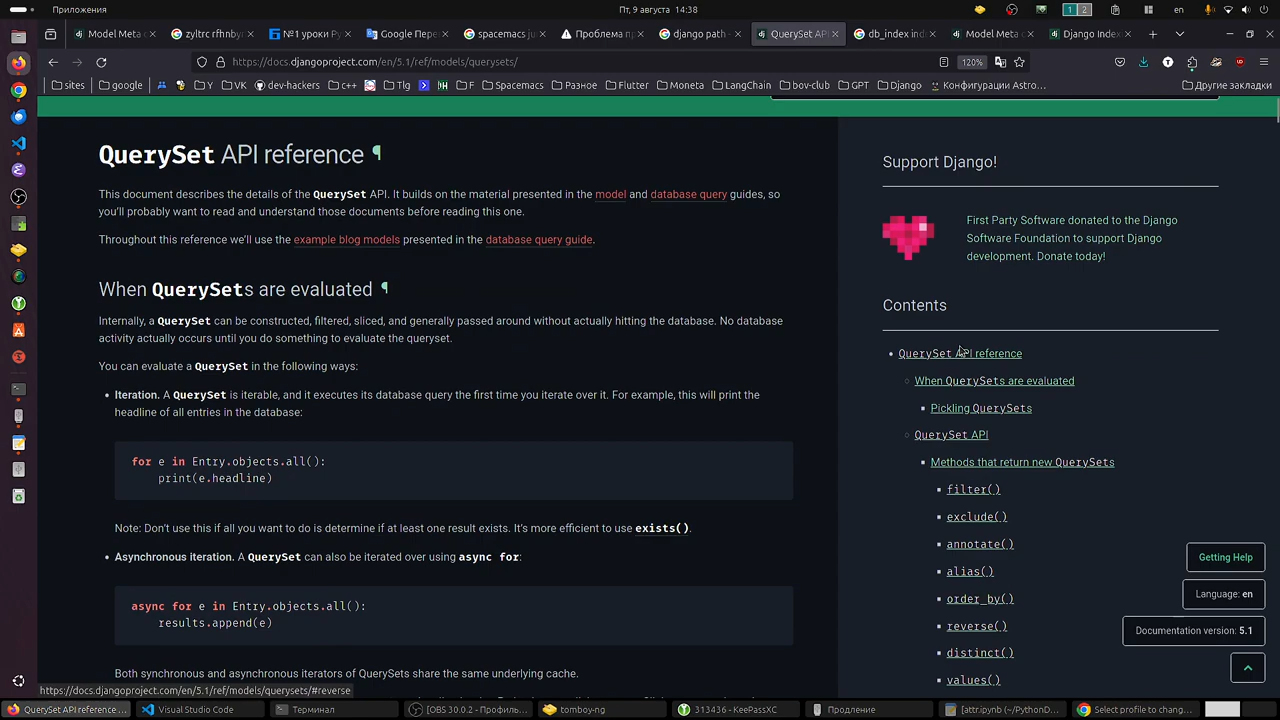 Приложения
Пт, 9 августа 14:38
1 2
en
Model Meta
zyltrc rfhnby
№1 уроки Py
Google Пере
spacemacs ju
Проблема пр
django path -
QuerySet API
db_index ind
Model Meta
Django Index
https://docs.djangoproject.com/en/5.1/ref/models/querysets/
120%
sites
google
Y
VK
dev-hackers
c++
Tlg
F
Spacemacs
Разное
Flutter
Moneta
LangChain
bov-club
GPT
Django
Конфигурации Astro…
Другие закладки
QuerySet API reference ¶
This document describes the details of the QuerySet API. It builds on the material presented in the model and database query guides, so
you’ll probably want to read and understand those documents before reading this one.
Throughout this reference we’ll use the example blog models presented in the database query guide.
When QuerySets are evaluated ¶
Internally, a QuerySet can be constructed, filtered, sliced, and generally passed around without actually hitting the database. No database
activity actually occurs until you do something to evaluate the queryset.
You can evaluate a QuerySet in the following ways:
• Iteration. A QuerySet is iterable, and it executes its database query the first time you iterate over it. For example, this will print the
headline of all entries in the database:
for e in Entry.objects.all():
print(e.headline)
Note: Don’t use this if all you want to do is determine if at least one result exists. It’s more efficient to use exists().
• Asynchronous iteration. A QuerySet can also be iterated over using async for:
async for e in Entry.objects.all():
results.append(e)
Both synchronous and asynchronous iterators of QuerySets share the same underlying cache.
Support Django!
First Party Software donated to the Django
Software Foundation to support Django
development. Donate today!
Contents
QuerySet API reference
When QuerySets are evaluated
Pickling QuerySets
QuerySet API
Methods that return new QuerySets
filter()
exclude()
annotate()
alias()
order_by()
reverse()
distinct()
values()
Getting Help
Language: en
Documentation version: 5.1
https://docs.djangoproject.com/en/5.1/ref/models/querysets/#reverse
QuerySet API reference …
Visual Studio Code
Терминал
[OBS 30.0.2 - Профиль…
tomboy-ng
313436 - KeePassXC
Продление
[attr.ipynb (~/PythonD…
Select profile to chang…